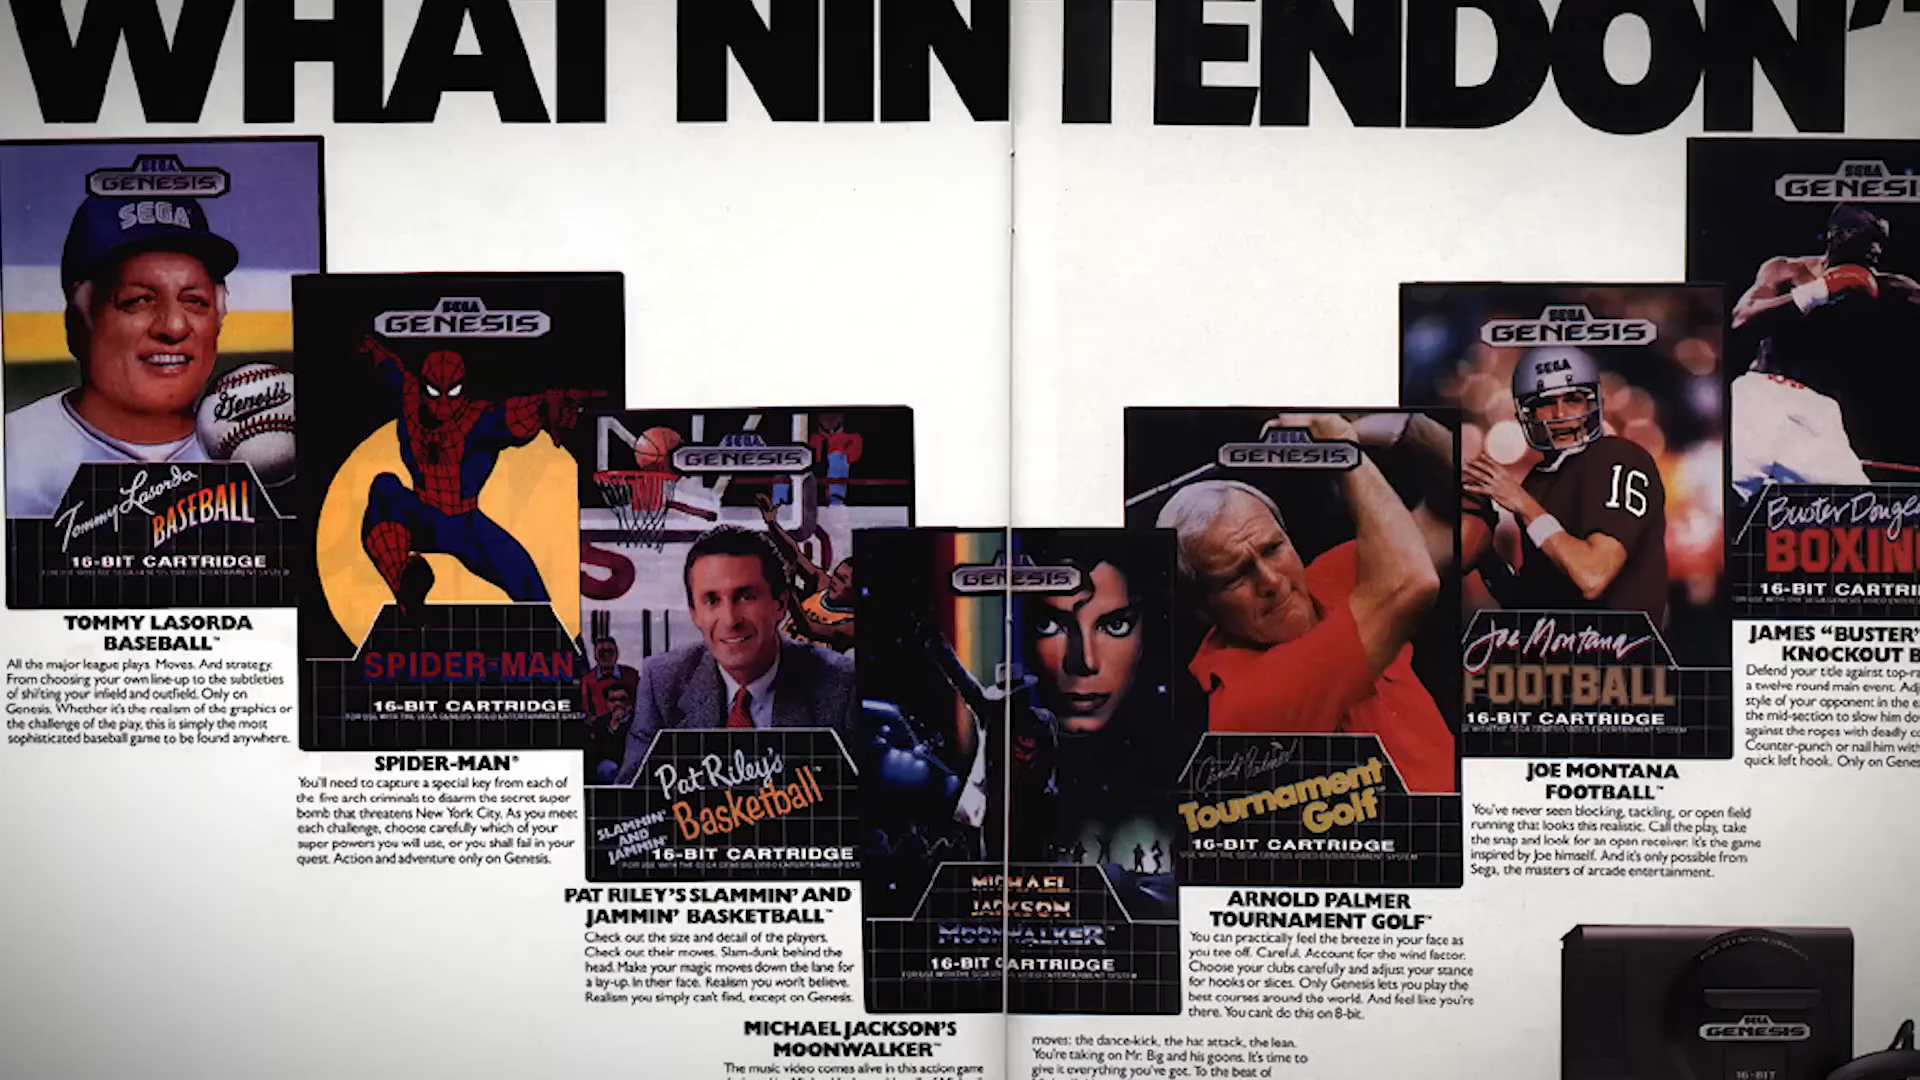 WHAT NINTENDON'T
SEGA
GENESIS
SEGA
Genesis
Tommy Lasorda
BASEBALL
16-BIT CARTRIDGE
TOMMY LASORDA
BASEBALL™
All the major league plays. Moves. And strategy.
From choosing your own line-up to the subtleties
of shifting your infield and outfield. Only on
Genesis. Whether it's the realism of the graphics or
the challenge of the play, this is simply the most
sophisticated baseball game to be found anywhere.
SEGA
GENESIS
SPIDER-MAN
16-BIT CARTRIDGE
SPIDER-MAN®
You'll need to capture a special key from each of
the five arch criminals to disarm the secret super
bomb that threatens New York City. As you meet
each challenge, choose carefully which of your
super powers you will use, or you shall fail in your
quest. Action and adventure only on Genesis.
SEGA
GENESIS
Pat Riley's
Basketball™
SLAMMIN'
AND
JAMMIN'
16-BIT CARTRIDGE
PAT RILEY'S SLAMMIN' AND
JAMMIN' BASKETBALL™
Check out the size and detail of the players.
Check out their moves. Slam-dunk behind the
head. Make your magic moves down the lane for
a lay-up. In their face. Realism you won't believe.
Realism you simply can't find, except on Genesis.
GENESIS
MICHAEL
JACKSON
MOONWALKER™
16-BIT CARTRIDGE
MICHAEL JACKSON'S
MOONWALKER™
The music video comes alive in this action game
moves: the dance-kick, the hat attack, the lean.
You're taking on Mr. Big and his goons. It's time to
give it everything you've got. To the beat of
SEGA
GENESIS
Tournament
Golf™
16-BIT CARTRIDGE
ARNOLD PALMER
TOURNAMENT GOLF™
You can practically feel the breeze in your face as
you tee off. Careful. Account for the wind factor.
Choose your clubs carefully and adjust your stance
for hooks or slices. Only Genesis lets you play the
best courses around the world. And feel like you're
there. You can't do this on 8-bit.
SEGA
GENESIS
SEGA
16
Joe Montana
FOOTBALL
16-BIT CARTRIDGE
JOE MONTANA
FOOTBALL™
You've never seen blocking, tackling, or open field
running that looks this realistic. Call the play, take
the snap and look for an open receiver. It's the game
inspired by Joe himself. And it's only possible from
Sega, the masters of arcade entertainment.
SEGA
GENESI
Buster Dougla
BOXING
16-BIT CARTRI
JAMES "BUSTER"
KNOCKOUT B
Defend your title against top-ra
a twelve round main event. Adj
style of your opponent in the ea
the mid-section to slow him do
against the ropes with deadly co
Counter-punch or nail him with
quick left hook. Only on Genes
SEGA
GENESIS
16-BIT